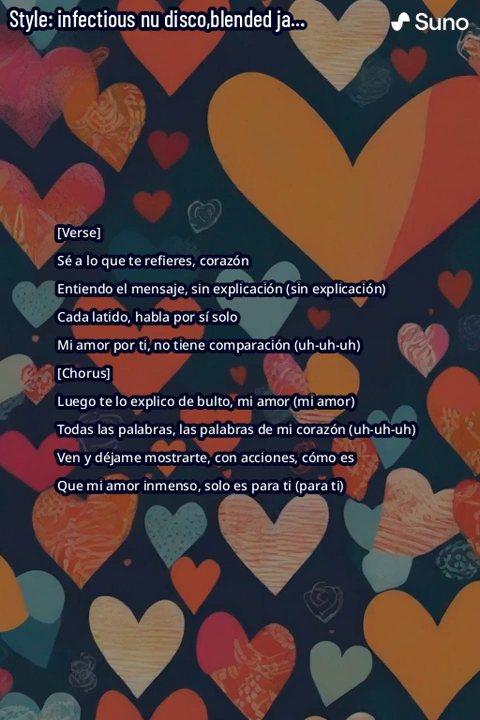 Style: infectious nu disco,blended ja...
Suno
[Verse]
Sé a lo que te refieres, corazón
Entiendo el mensaje, sin explicación (sin explicación)
Cada latido, habla por sí solo
Mi amor por ti, no tiene comparación (uh-uh-uh)
[Chorus]
Luego te lo explico de bulto, mi amor (mi amor)
Todas las palabras, las palabras de mi corazón (uh-uh-uh)
Ven y déjame mostrarte, con acciones, cómo es
Que mi amor inmenso, solo es para ti (para ti)